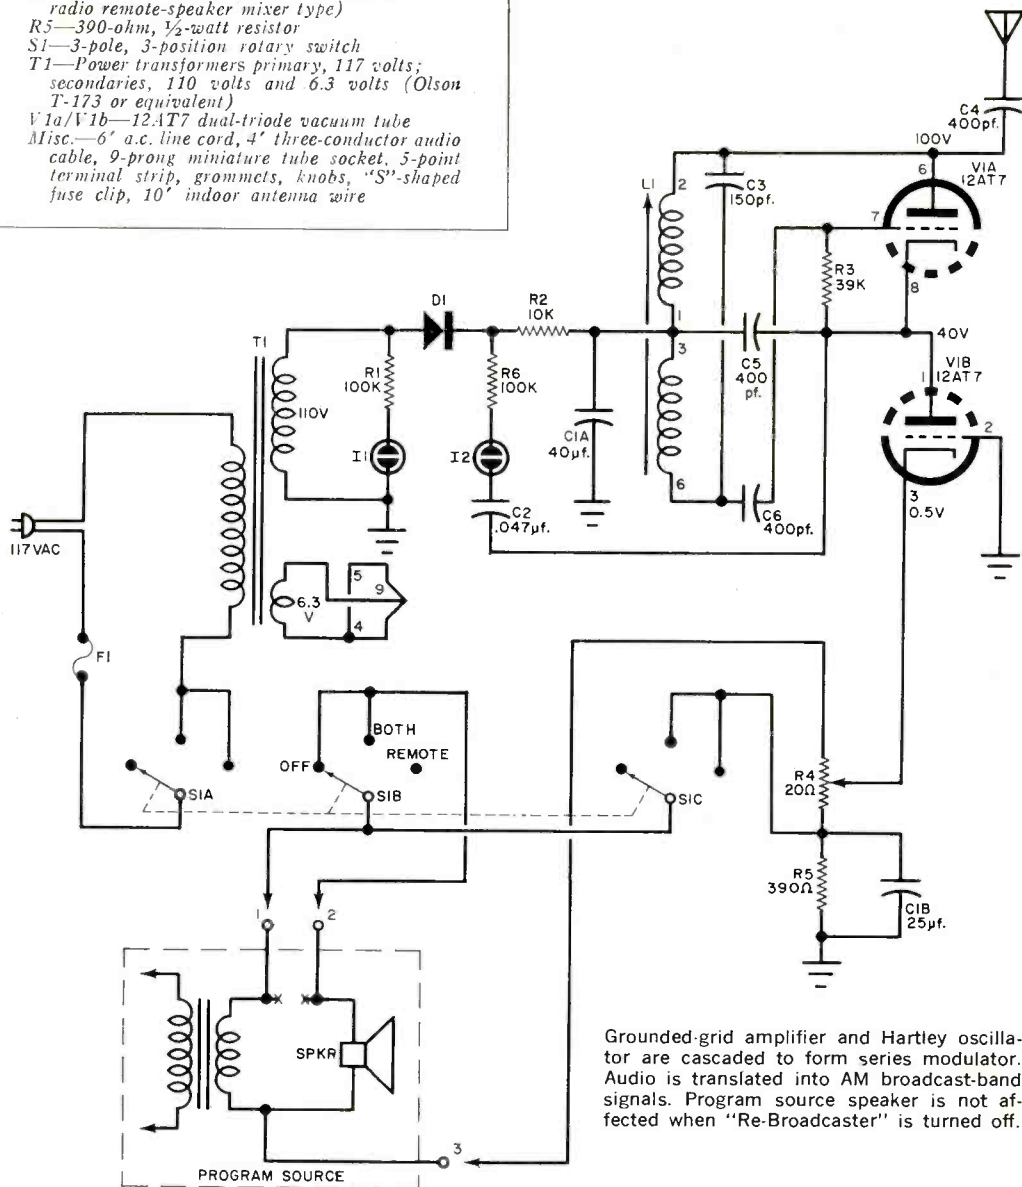 radio remote-speaker mixer type)
R5—390-ohm, ½-watt resistor
S1—3-pole, 3-position rotary switch
T1—Power transformers primary, 117 volts;
secondaries, 110 volts and 6.3 volts (Olson
T-173 or equivalent)
V1a/V1b—12AT7 dual-triode vacuum tube
Misc.—6' a.c. line cord, 4' three-conductor audio
cable, 9-prong miniature tube socket, 5-point
terminal strip, grommets, knobs, "S"-shaped
fuse clip, 10' indoor antenna wire
C4
400pf.
100V
V1A
12AT7
6
7
8
L1
2
C3
150pf.
R3
39K
1
3
6
C5
400
pf.
40V
V1B
12AT7
1
2
3
0.5V
C6
400pf.
D1
R2
10K
T1
110V
R1
100K
R6
100K
I1
I2
C1A
40µf.
C2
.047µf.
117VAC
6.3
V
5
9
4
F1
BOTH
OFF
REMOTE
S1A
S1B
S1C
R4
20Ω
R5
390Ω
C1B
25µf.
1
2
X
X
SPKR
3
PROGRAM SOURCE
Grounded-grid amplifier and Hartley oscilla-
tor are cascaded to form series modulator.
Audio is translated into AM broadcast-band
signals. Program source speaker is not af-
fected when "Re-Broadcaster" is turned off.